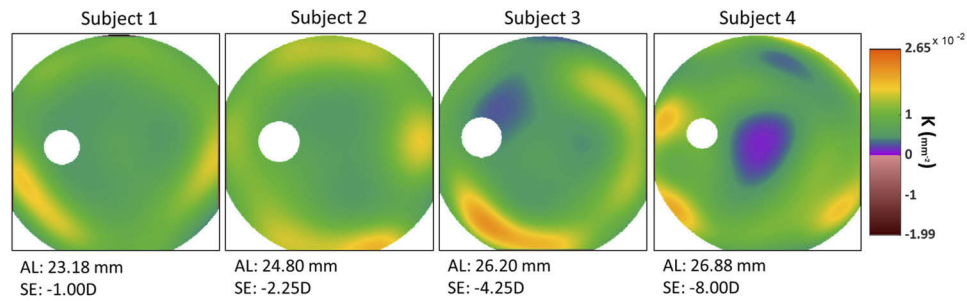 Subject 1
Subject 2
Subject 3
Subject 4
2.65 x 10 -2
1
0
-1
-1.99
K (mm-2)
AL: 23.18 mm
SE: -1.00D
AL: 24.80 mm
SE: -2.25D
AL: 26.20 mm
SE: -4.25D
AL: 26.88 mm
SE: -8.00D